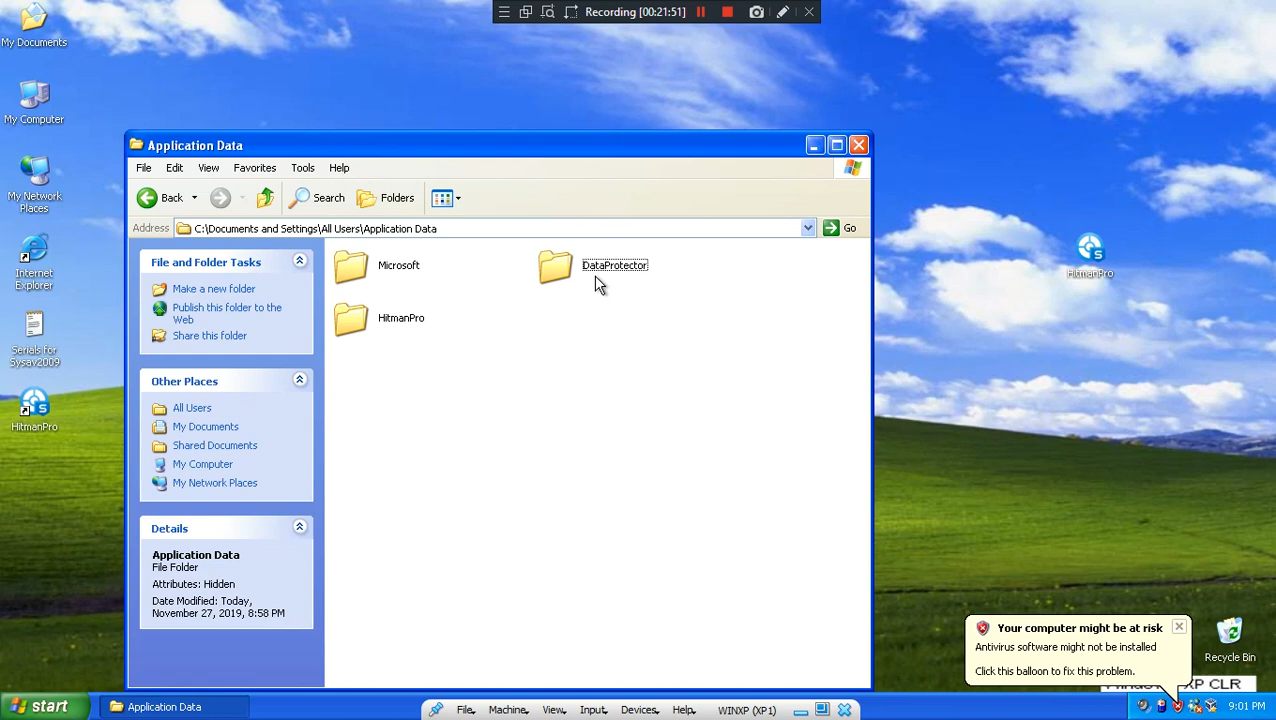 Recording [00:21:51]
My Documents
My Computer
My Network
Places
Internet
Explorer
Serials for
Sysav2009
HitmanPro
HitmanPro
Application Data
File Edit View Favorites Tools Help
Back Search Folders
Address C:\Documents and Settings\All Users\Application Data Go
File and Folder Tasks
Make a new folder
Publish this folder to the
Web
Share this folder
Other Places
All Users
My Documents
Shared Documents
My Computer
My Network Places
Details
Application Data
File Folder
Attributes: Hidden
Date Modified: Today,
November 27, 2019, 8:58 PM
Microsoft
DataProtector
HitmanPro
Your computer might be at risk
Antivirus software might not be installed
Click this balloon to fix this problem.
Recycle Bin
XP CLR
start
Application Data
File Machine View Input Devices Help WINXP (XP1)
9:01 PM